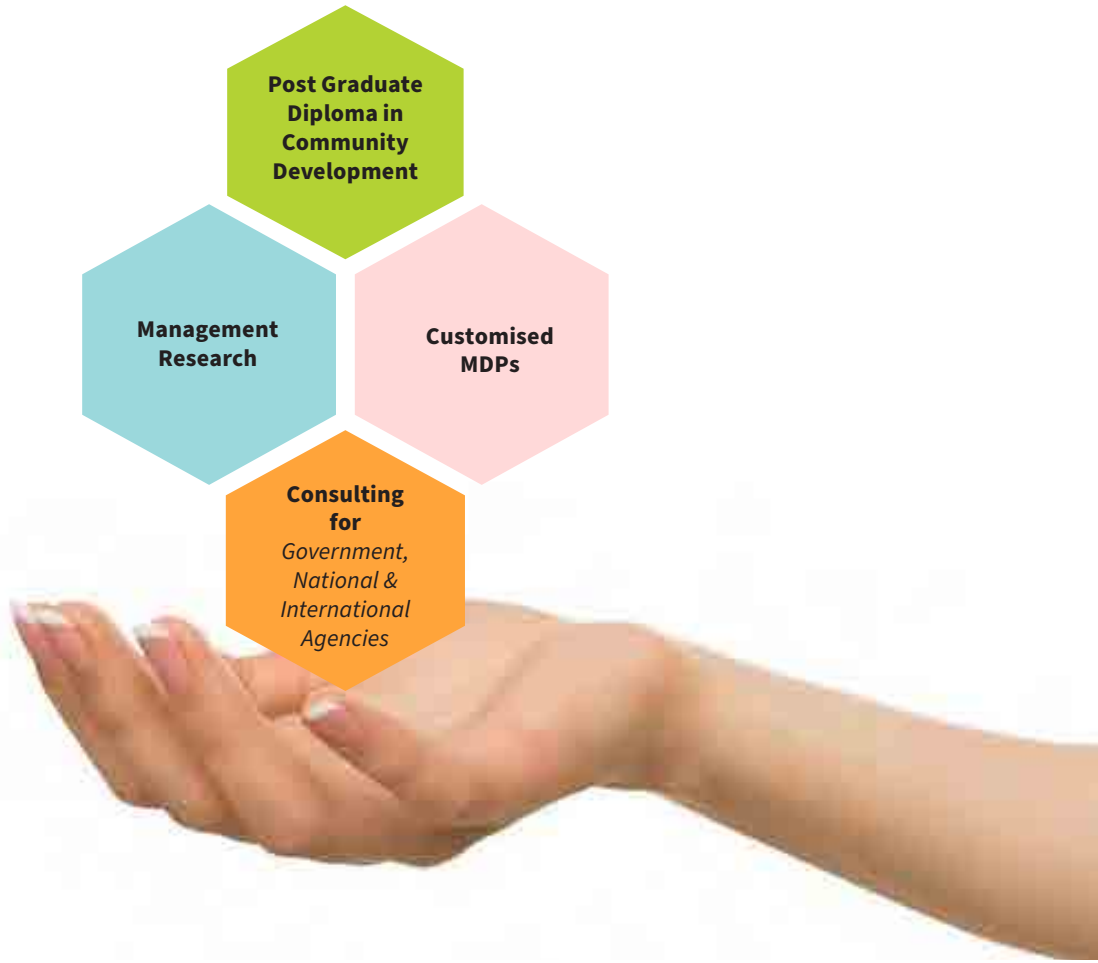 Post Graduate
Diploma in
Community
Development
Management
Research
Customised
MDPs
Consulting
for
Government,
National &
International
Agencies